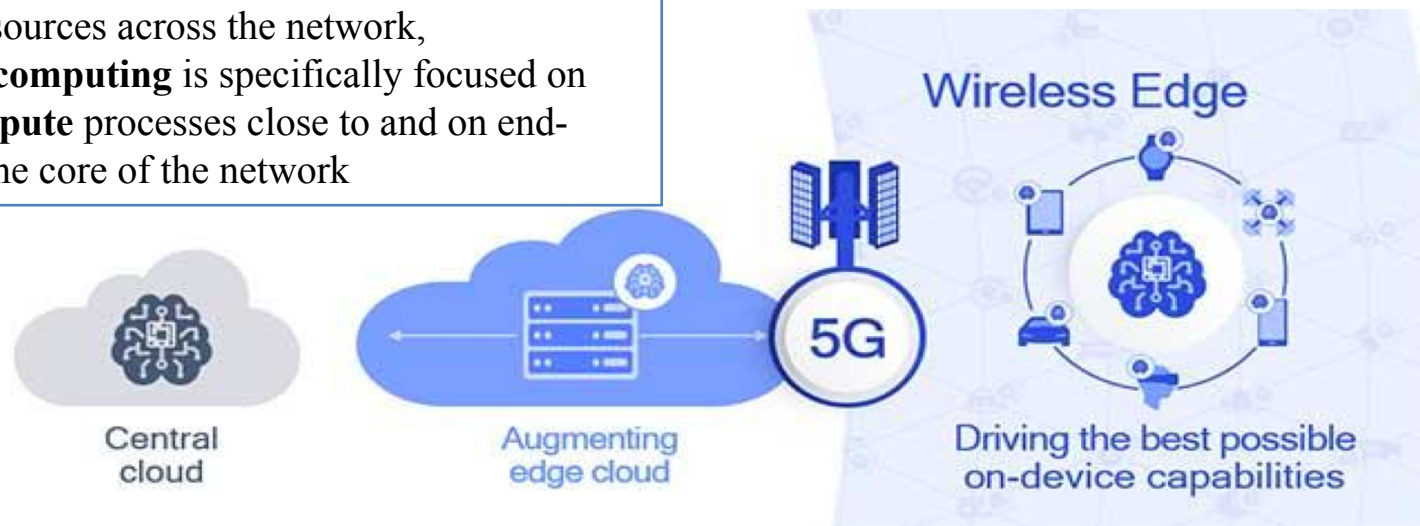 sources across the network,
computing is specifically focused on
pute processes close to and on end-
ne core of the network
Wireless Edge
5G
Central
cloud
Augmenting
edge cloud
Driving the best possible
on-device capabilities